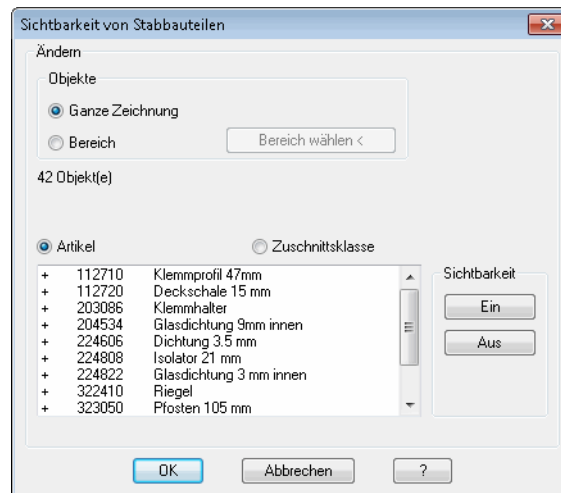 Sichtbarkeit von Stabbauteilen
Ändern
Objekte
Ganze Zeichnung
Bereich
Bereich wählen <
42 Objekt(e)
Artikel
Zuschnittsklasse
+ 112710 Klemmprofil 47mm
+ 112720 Deckschale 15 mm
+ 203086 Klemmhalter
+ 204534 Glasdichtung 9mm innen
+ 224606 Dichtung 3.5 mm
+ 224808 Isolator 21 mm
+ 224822 Glasdichtung 3 mm innen
+ 322410 Riegel
+ 323050 Pfosten 105 mm
Sichtbarkeit
Ein
Aus
OK
Abbrechen
?